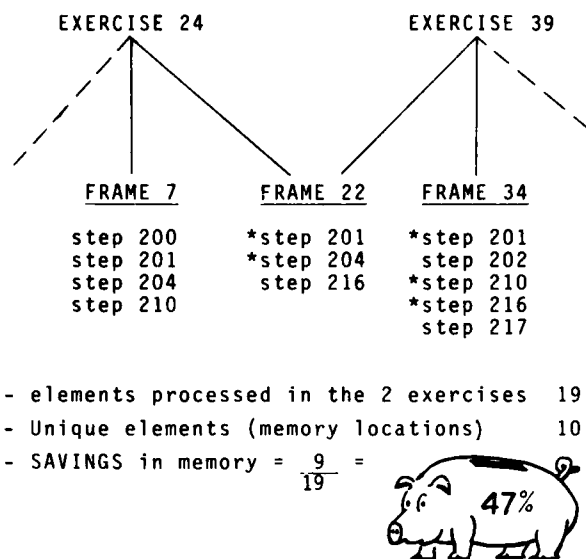 EXERCISE 24 EXERCISE 39
FRAME 7 FRAME 22 FRAME 34
step 200 *step 201 *step 201
step 201 *step 204 step 202
step 204 step 216 *step 210
step 210 *step 216
step 217
- elements processed in the 2 exercises 19
- Unique elements (memory locations) 10
- SAVINGS in memory = 9/19 =
47%